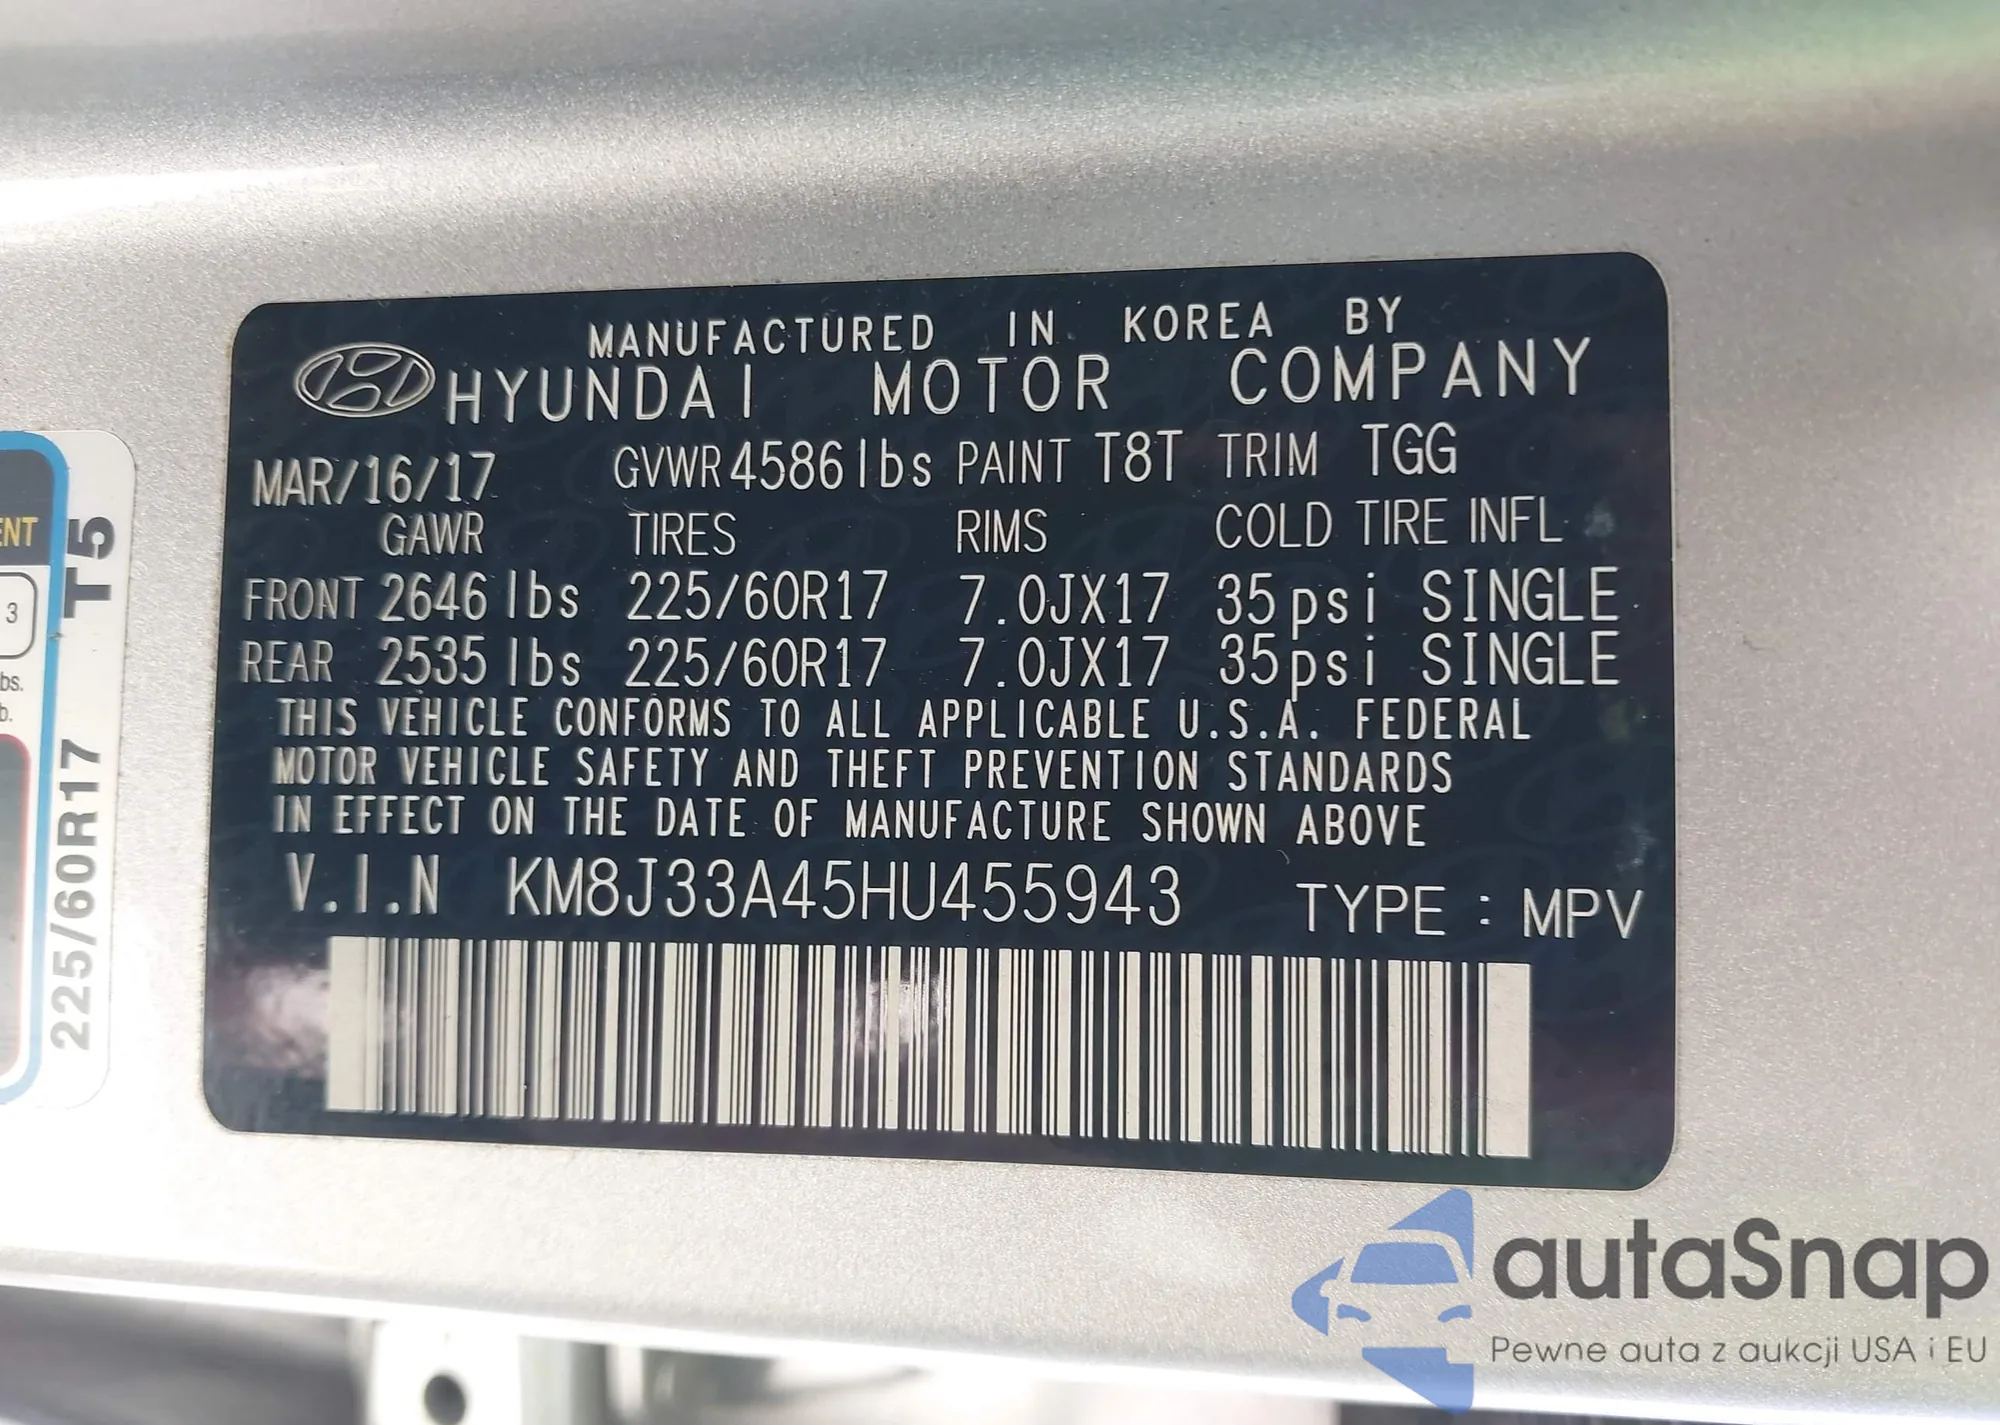 MANUFACTURED IN KOREA BY
HYUNDAI MOTOR COMPANY
MAR/16/17 GVWR 4586 lbs PAINT T8T TRIM TGG
GAWR TIRES RIMS COLD TIRE INFL
FRONT 2646 lbs 225/60R17 7.0JX17 35psi SINGLE
REAR 2535 lbs 225/60R17 7.0JX17 35psi SINGLE
THIS VEHICLE CONFORMS TO ALL APPLICABLE U.S.A. FEDERAL
MOTOR VEHICLE SAFETY AND THEFT PREVENTION STANDARDS
IN EFFECT ON THE DATE OF MANUFACTURE SHOWN ABOVE
V.I.N KM8J33A45HU455943 TYPE : MPV
225/60R17 T5
3
autaSnap
Pewne auta z aukcji USA i EU